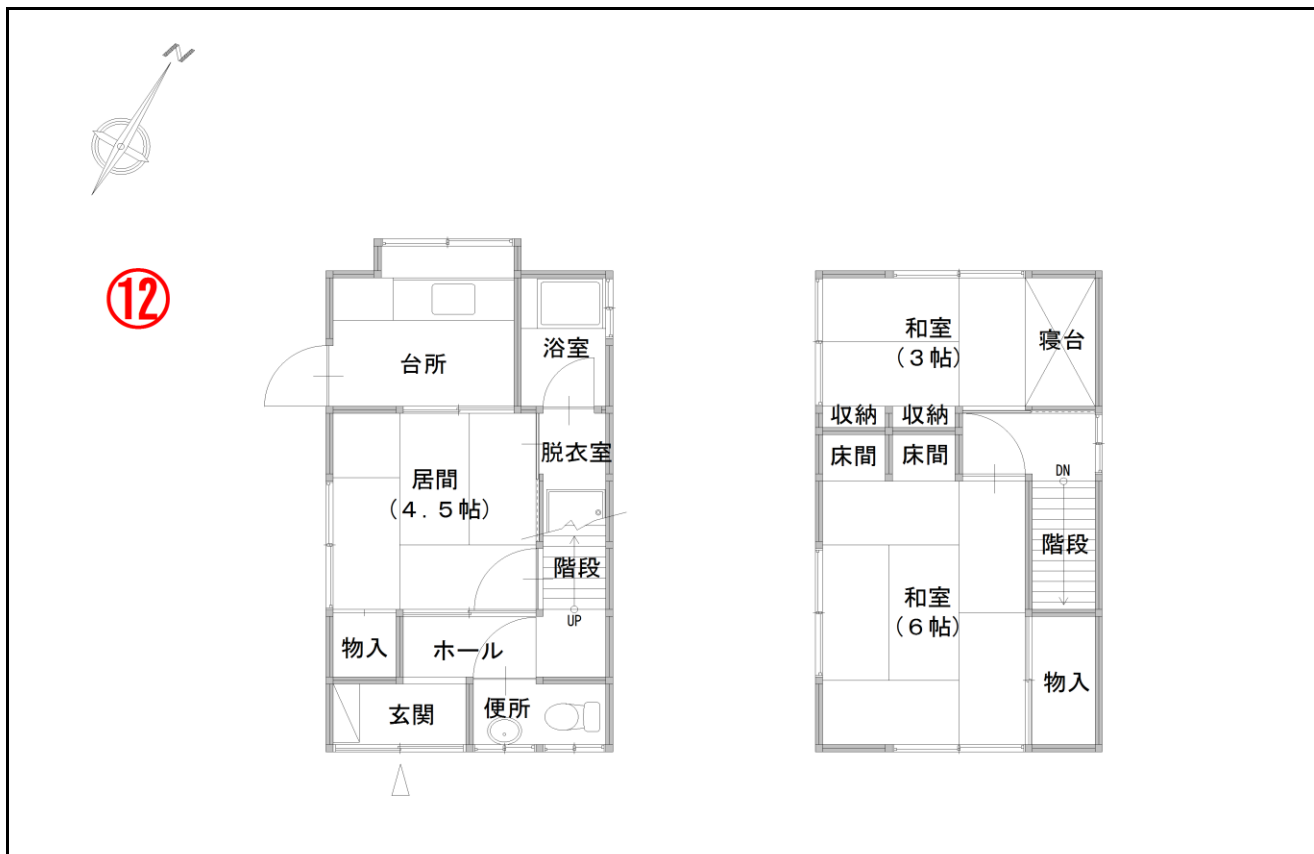 N
⑫
台所
浴室
脱衣室
居間
(4.5帖)
階段
UP
物入
ホール
玄関
便所
和室
(3帖)
寝台
収納
収納
床間
床間
DN
階段
和室
(6帖)
物入